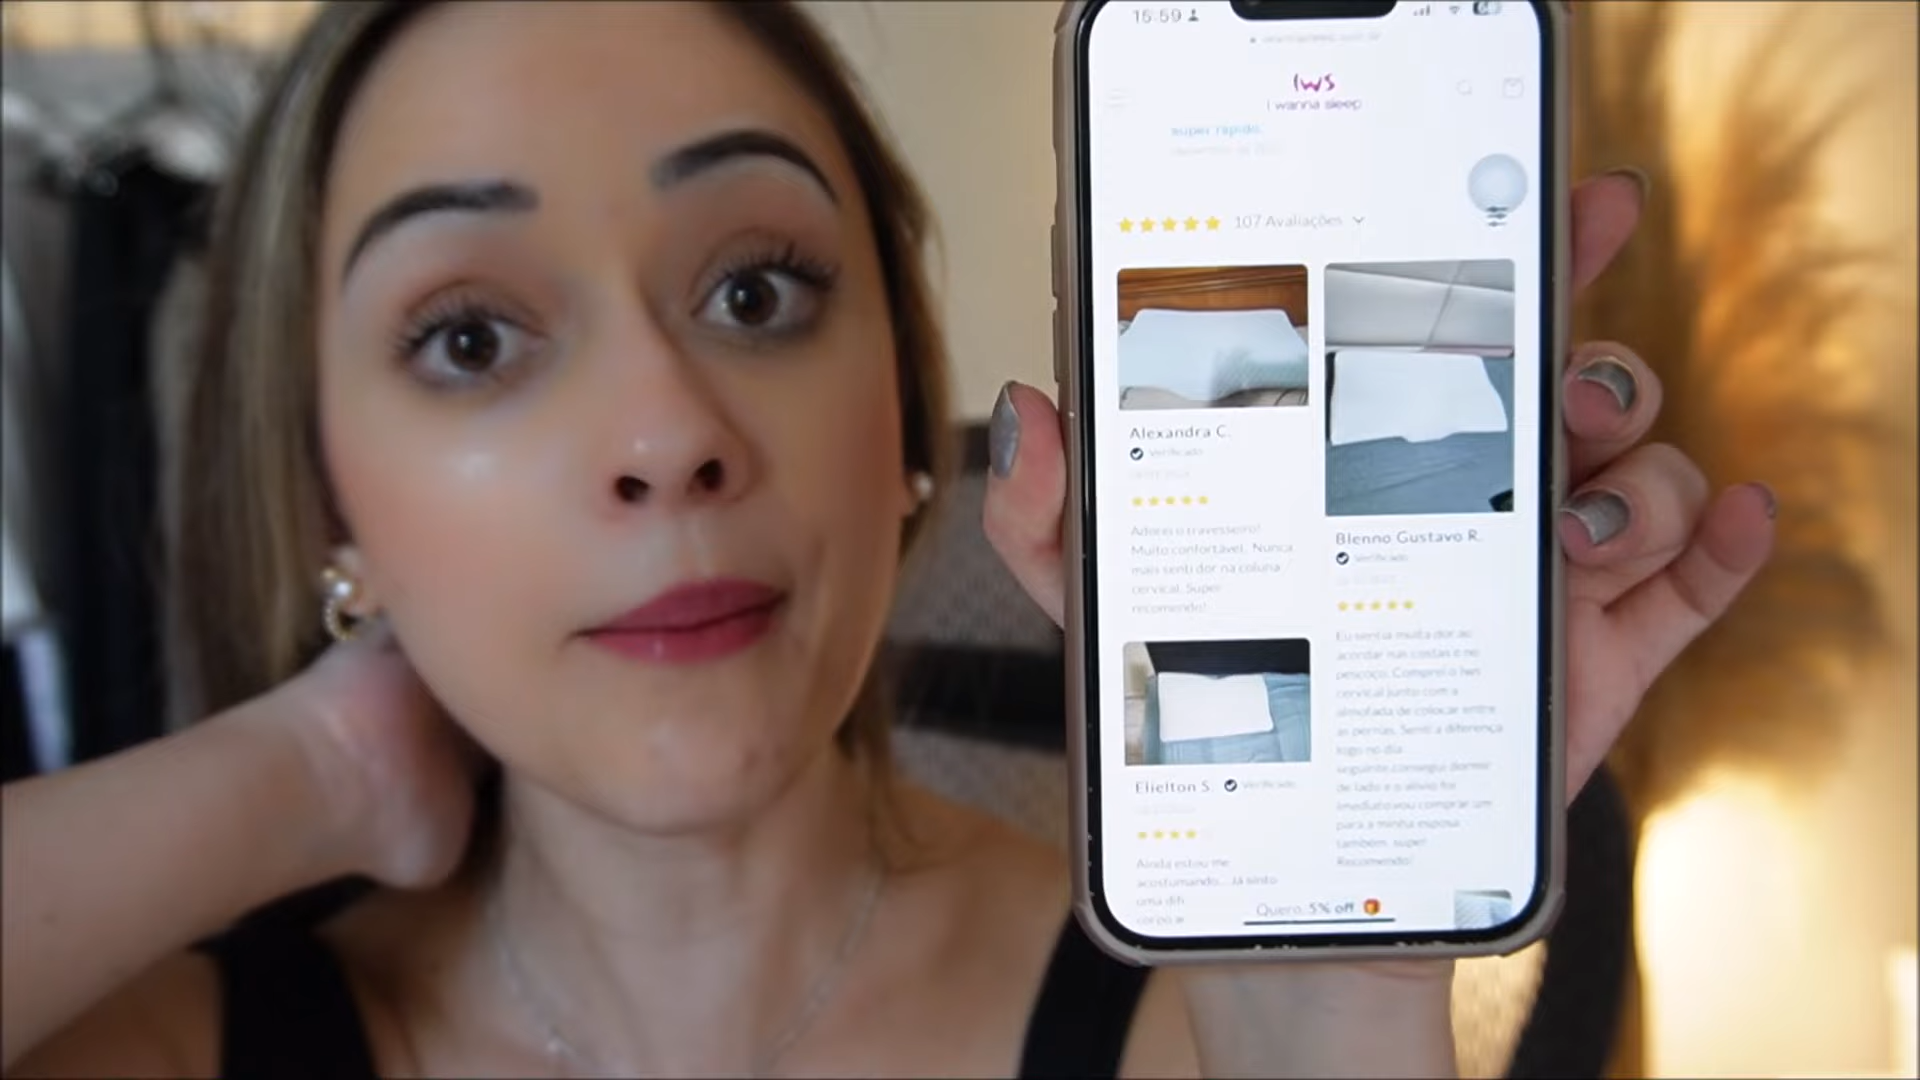 15:59
Iws
I wanna sleep
super rápido.
107 Avaliações
Alexandra C.
Verificado
Adorei o travesseiro!
Muito confortável. Nunca
mais senti dor na coluna
cervical. Super
recomendo!
Elielton S. Verificado
Ainda estou me
acostumando... Já sinto
uma
Blenno Gustavo R.
Verificado
Eu sentia muita dor ao
acordar nas costas e no
pescoço. Comprei o Iws
cervical junto com a
almofada de colocar entre
as pernas. Senti a diferença
logo no dia
seguinte consegui dormir
de lado e o alívio foi
imediato vou comprar um
para a minha esposa
também. super
Recomendo!
Quero 5% off